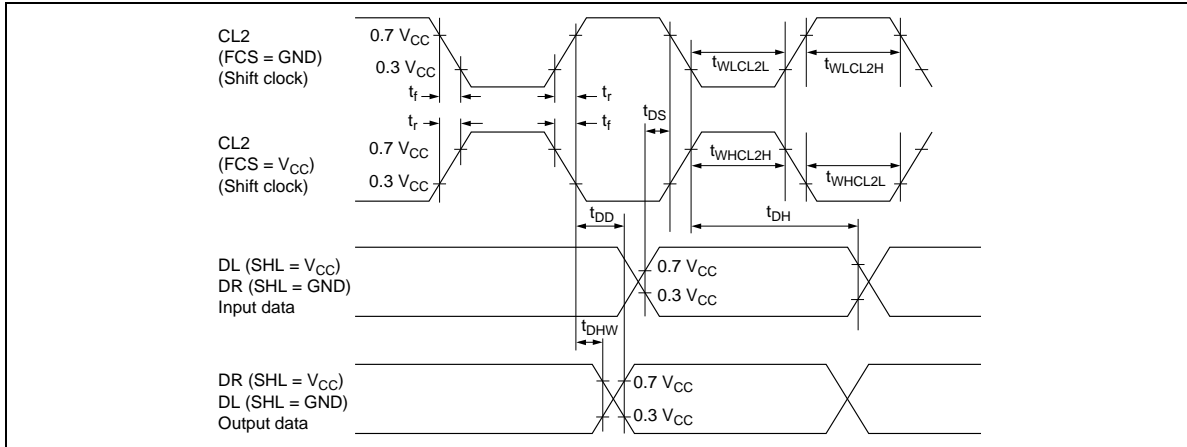 CL2
(FCS = GND)
(Shift clock)
0.7 VCC
0.3 VCC
tf
tr
tWLCL2L
tWLCL2H
tDS
tr
tf
CL2
(FCS = VCC)
(Shift clock)
0.7 VCC
0.3 VCC
tWHCL2H
tWHCL2L
tDD
tDH
DL (SHL = VCC)
DR (SHL = GND)
Input data
0.7 VCC
0.3 VCC
tDHW
DR (SHL = VCC)
DL (SHL = GND)
Output data
0.7 VCC
0.3 VCC